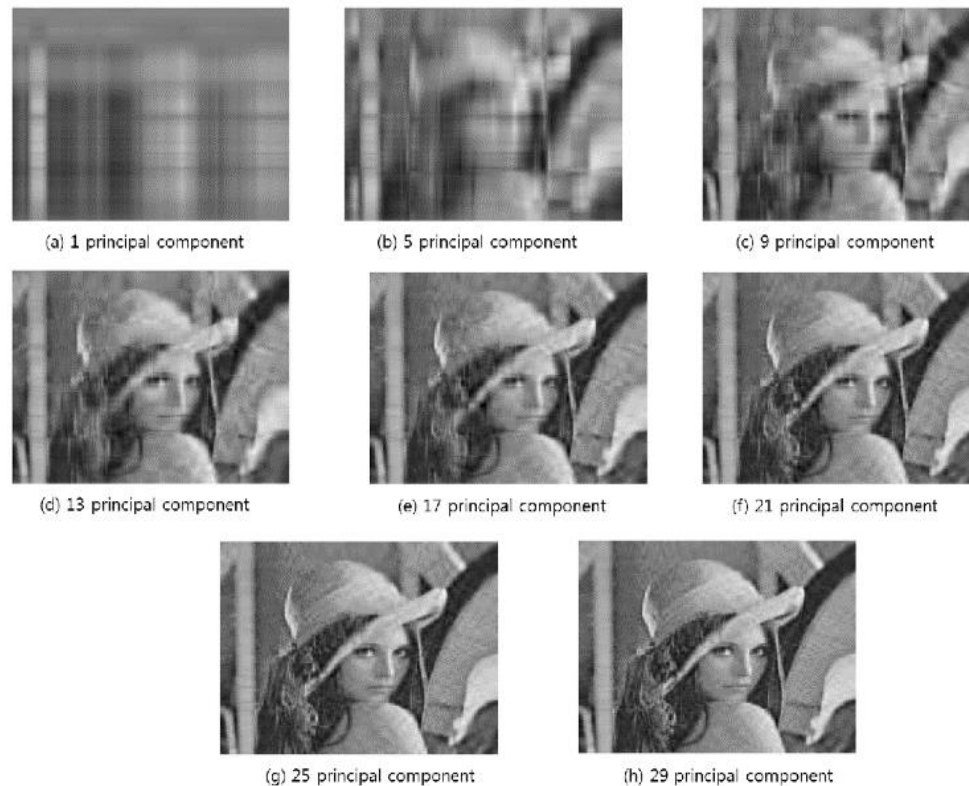 (a) 1 principal component
(b) 5 principal component
(c) 9 principal component
(d) 13 principal component
(e) 17 principal component
(f) 21 principal component
(g) 25 principal component
(h) 29 principal component